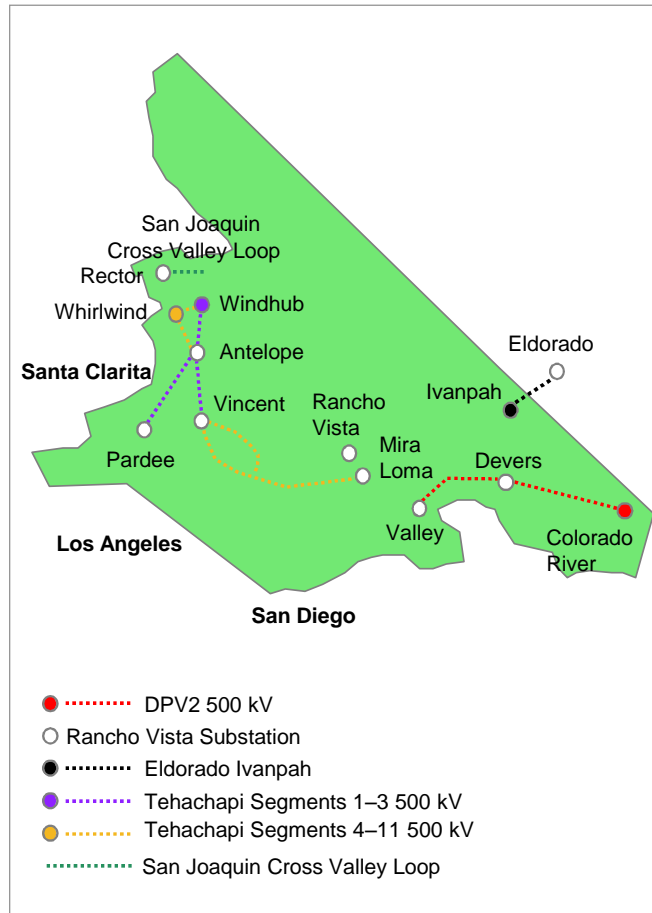 San Joaquin
Cross Valley Loop
Rector
Whirlwind
Windhub
Antelope
Santa Clarita
Eldorado
Ivanpah
Vincent
Rancho
Vista
Mira
Loma
Pardee
Devers
Valley
Colorado
River
Los Angeles
San Diego
DPV2 500 kV
Rancho Vista Substation
Eldorado Ivanpah
Tehachapi Segments 1–3 500 kV
Tehachapi Segments 4–11 500 kV
San Joaquin Cross Valley Loop